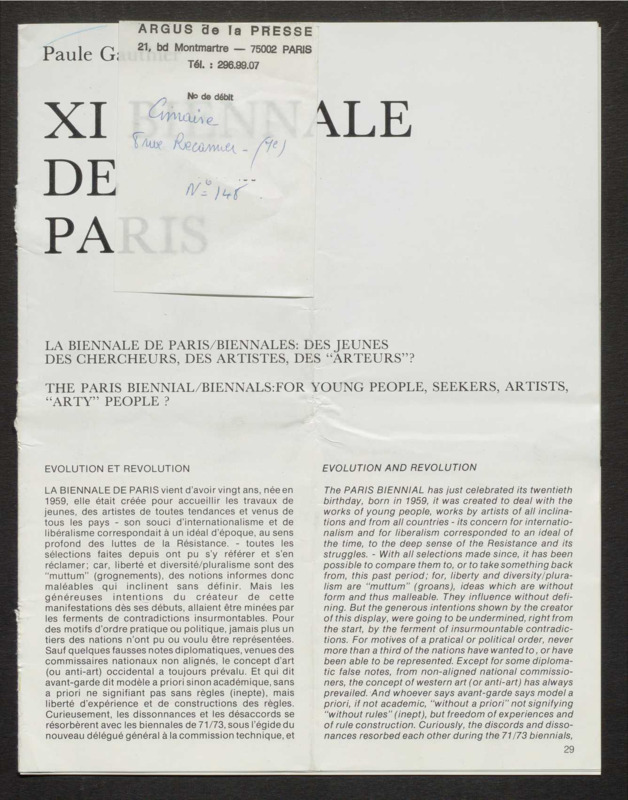 Paule Gauthier
ARGUS de la PRESSE
21, bd Montmartre — 75002 PARIS
Tél. : 296.99.07
No de débit
Cimaise
8 rue Recamier - (7e)
N° 148
XI BIENNALE
DE
PARIS
LA BIENNALE DE PARIS/BIENNALES: DES JEUNES
DES CHERCHEURS, DES ARTISTES, DES “ARTEURS”?
THE PARIS BIENNIAL/BIENNALS:FOR YOUNG PEOPLE, SEEKERS, ARTISTS,
“ARTY” PEOPLE ?
EVOLUTION ET REVOLUTION
LA BIENNALE DE PARIS vient d'avoir vingt ans, née en
1959, elle était créée pour accueillir les travaux de
jeunes, des artistes de toutes tendances et venus de
tous les pays - son souci d'internationalisme et de
libéralisme correspondait à un idéal d'époque, au sens
profond des luttes de la Résistance. - toutes les
sélections faites depuis ont pu s'y référer et s'en
réclamer; car, liberté et diversité/pluralisme sont des
“muttum” (grognements), des notions informes donc
malléables qui inclinent sans définir. Mais les
généreuses intentions du créateur de cette
manifestations dès ses débuts, allaient être minées par
les ferments de contradictions insurmontables. Pour
des motifs d'ordre pratique ou politique, jamais plus un
tiers des nations n'ont pu ou voulu être représentées.
Sauf quelques fausses notes diplomatiques, venues des
commissaires nationaux non alignés, le concept d'art
(ou anti-art) occidental a toujours prévalu. Et qui dit
avant-garde dit modèle a priori sinon académique, sans
a priori ne signifiant pas sans règles (inepte), mais
liberté d'expérience et de constructions des règles.
Curieusement, les dissonances et les désaccords se
résorbèrent avec les biennales de 71/73, sous l'égide du
nouveau délégué général à la commission technique, et
EVOLUTION AND REVOLUTION
The PARIS BIENNIAL has just celebrated its twentieth
birthday, born in 1959, it was created to deal with the
works of young people, works by artists of all inclina-
tions and from all countries - its concern for internatio-
nalism and for liberalism corresponded to an ideal of
the time, to the deep sense of the Resistance and its
struggles. - With all selections made since, it has been
possible to compare them to, or to take something back
from, this past period; for, liberty and diversity/plura-
lism are “muttum” (groans), ideas which are without
form and thus malleable. They influence without defi-
ning. But the generous intentions shown by the creator
of this display, were going to be undermined, right from
the start, by the ferment of insurmountable contradic-
tions. For motives of a pratical or political order, never
more than a third of the nations have wanted to , or have
been able to be represented. Except for some diploma-
tic false notes, from non-aligned national commissio-
ners, the concept of western art (or anti-art) has always
prevailed. And whoever says avant-garde says model a
priori, if not academic, “without a priori” not signifying
“without rules” (inept), but freedom of experiences and
of rule construction. Curiously, the discords and disso-
nances resorbed each other during the 71/73 biennials,
29